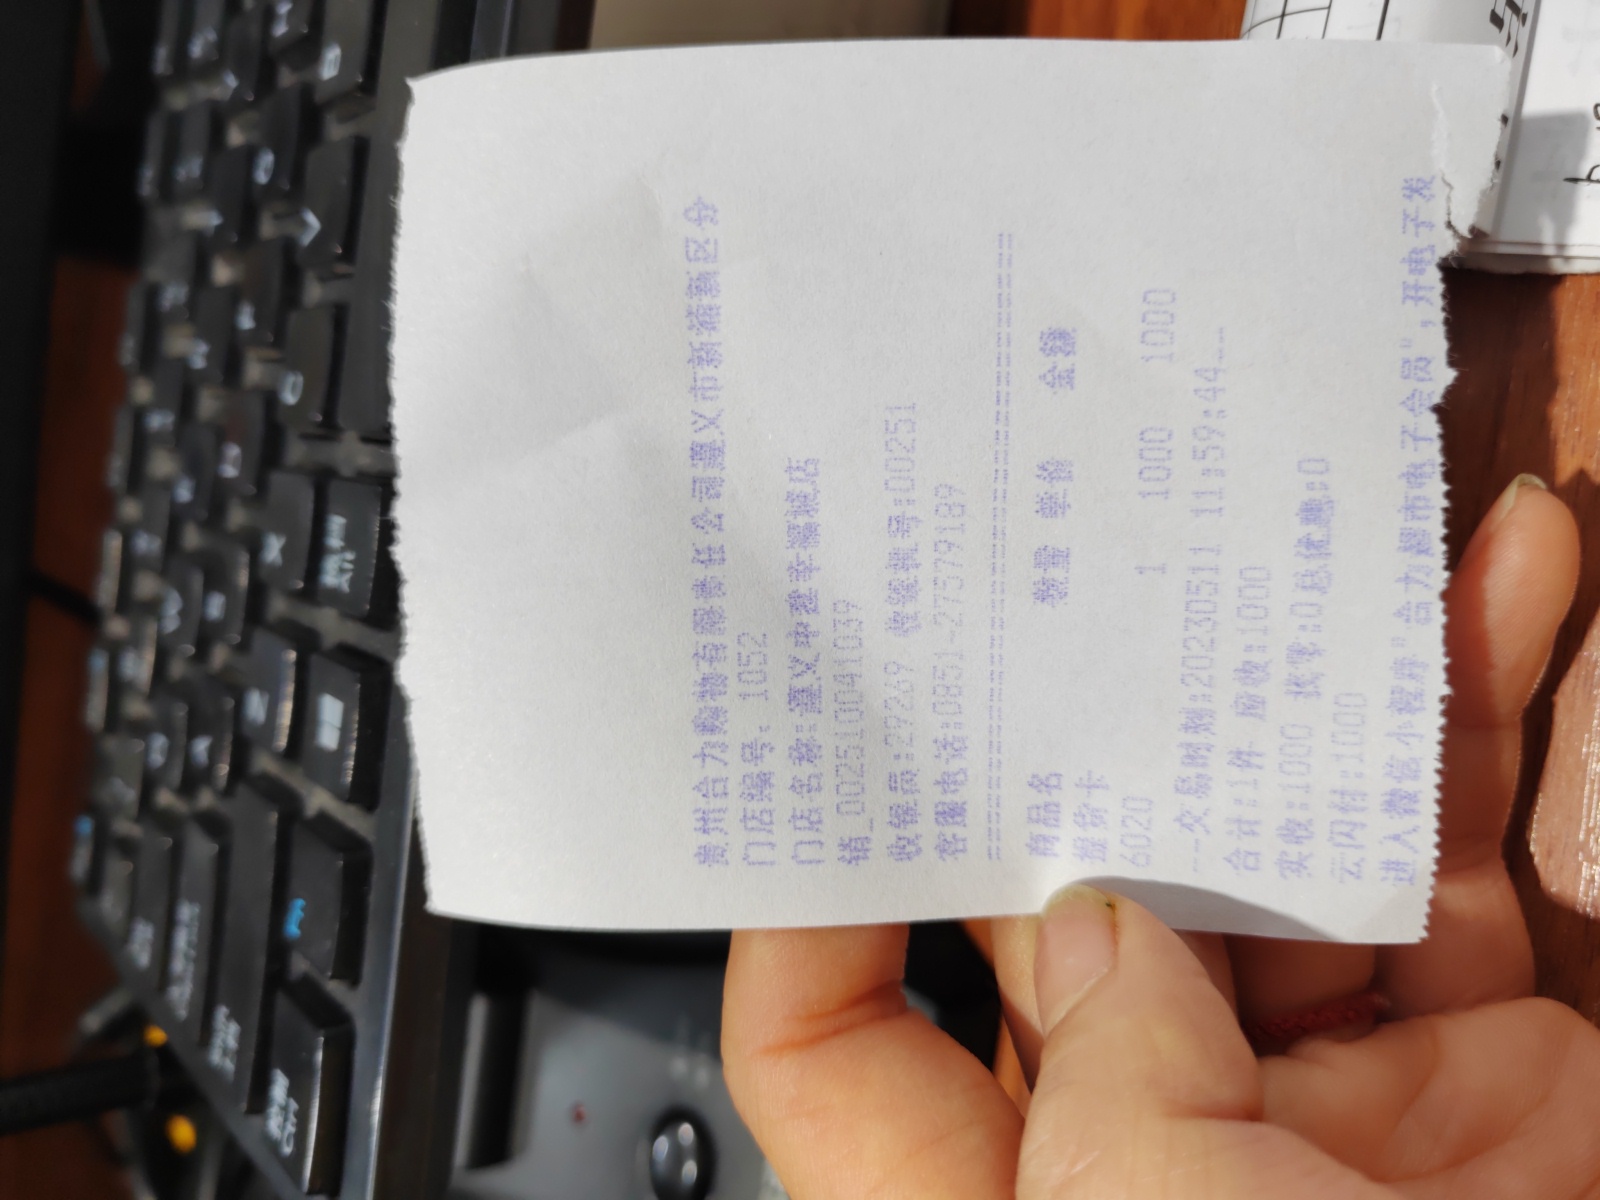 贵州合力购物有限责任公司遵义市新蒲新区分
门店编号: 1052
门店名称:遵义中建幸福城店
销_002510041039
收银员:29269 收银机号:00251
客服电话:0851-27579189
================================
商品名 数量 单价 金额
提货卡
6020 1 1000 1000
--交易时刻:20230511 11:59:44--
合计:1件 应收:1000
实收:1000 找零:0总优惠:0
云闪付:1000
进入微信小程序"合力超市电子会员",开电子发